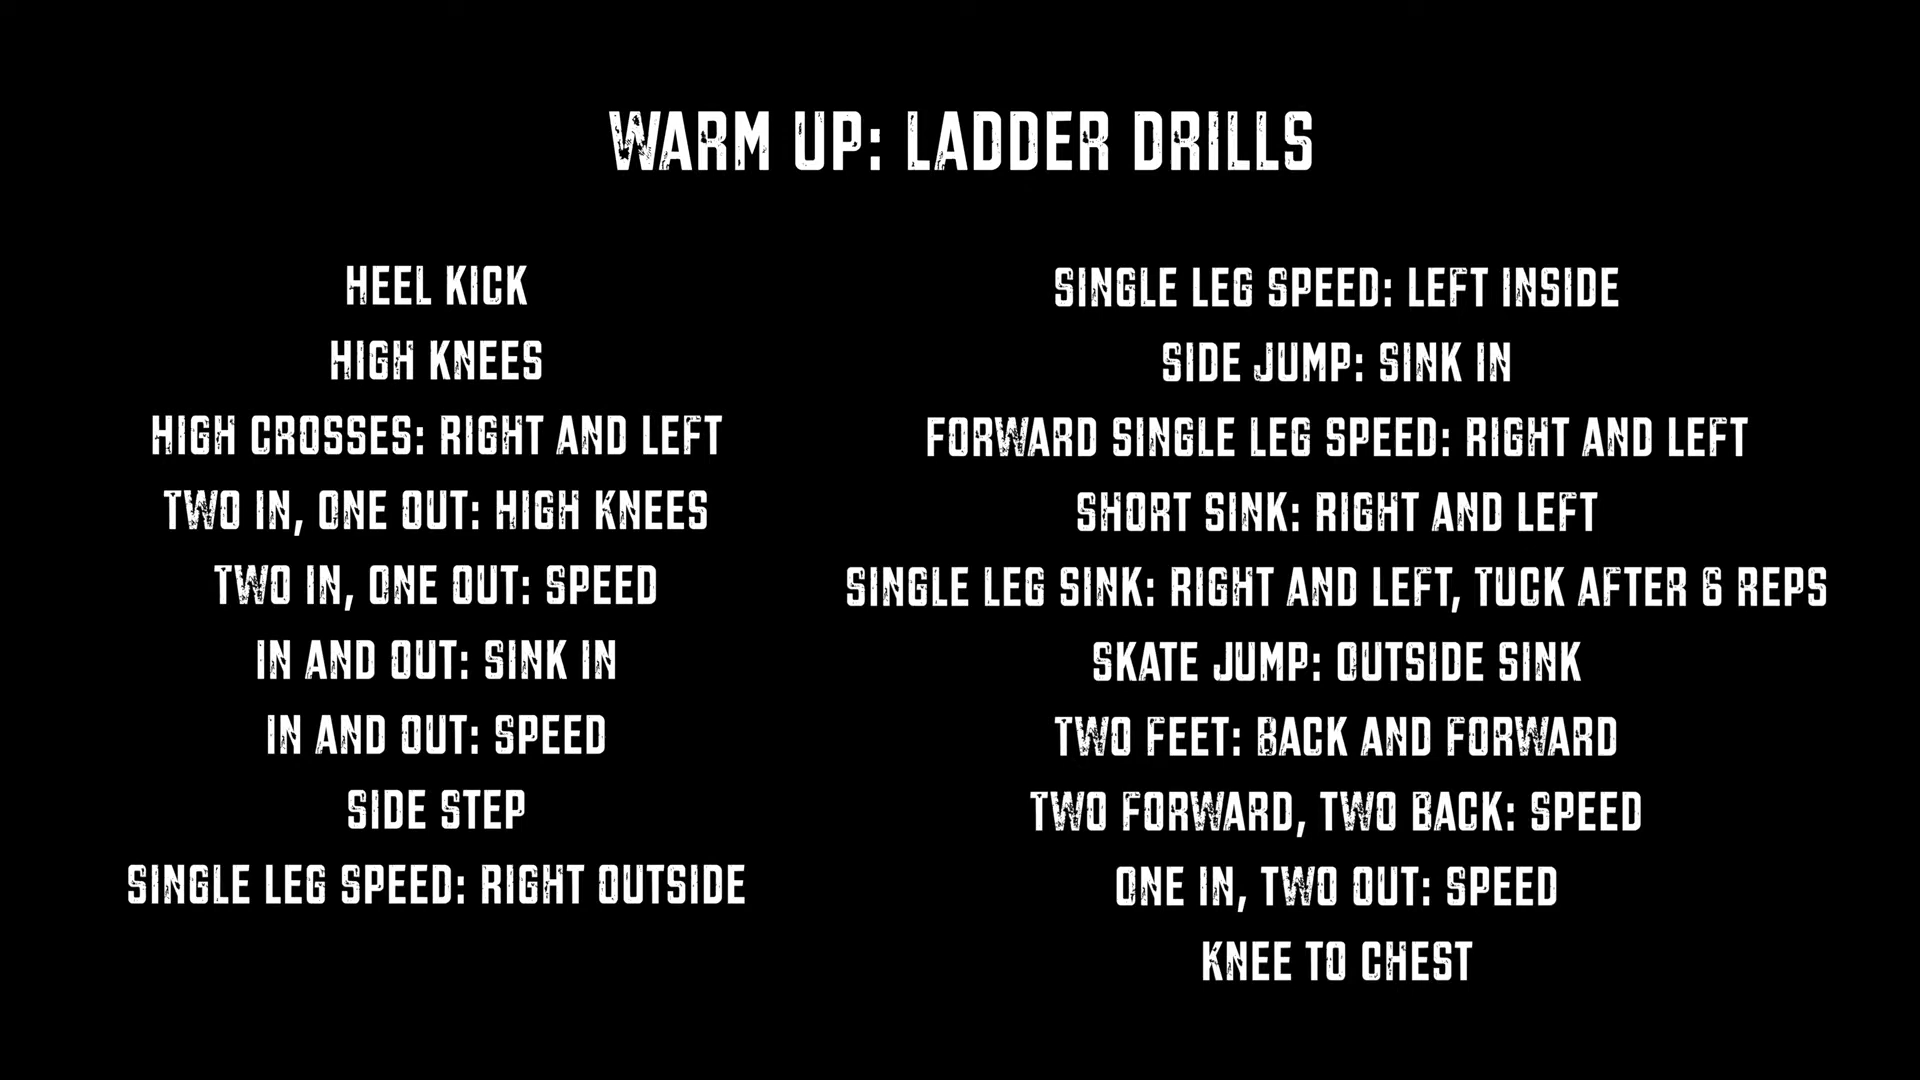 WARM UP: LADDER DRILLS
HEEL KICK
HIGH KNEES
HIGH CROSSES: RIGHT AND LEFT
TWO IN, ONE OUT: HIGH KNEES
TWO IN, ONE OUT: SPEED
IN AND OUT: SINK IN
IN AND OUT: SPEED
SIDE STEP
SINGLE LEG SPEED: RIGHT OUTSIDE
SINGLE LEG SPEED: LEFT INSIDE
SIDE JUMP: SINK IN
FORWARD SINGLE LEG SPEED: RIGHT AND LEFT
SHORT SINK: RIGHT AND LEFT
SINGLE LEG SINK: RIGHT AND LEFT, TUCK AFTER 6 REPS
SKATE JUMP: OUTSIDE SINK
TWO FEET: BACK AND FORWARD
TWO FORWARD, TWO BACK: SPEED
ONE IN, TWO OUT: SPEED
KNEE TO CHEST